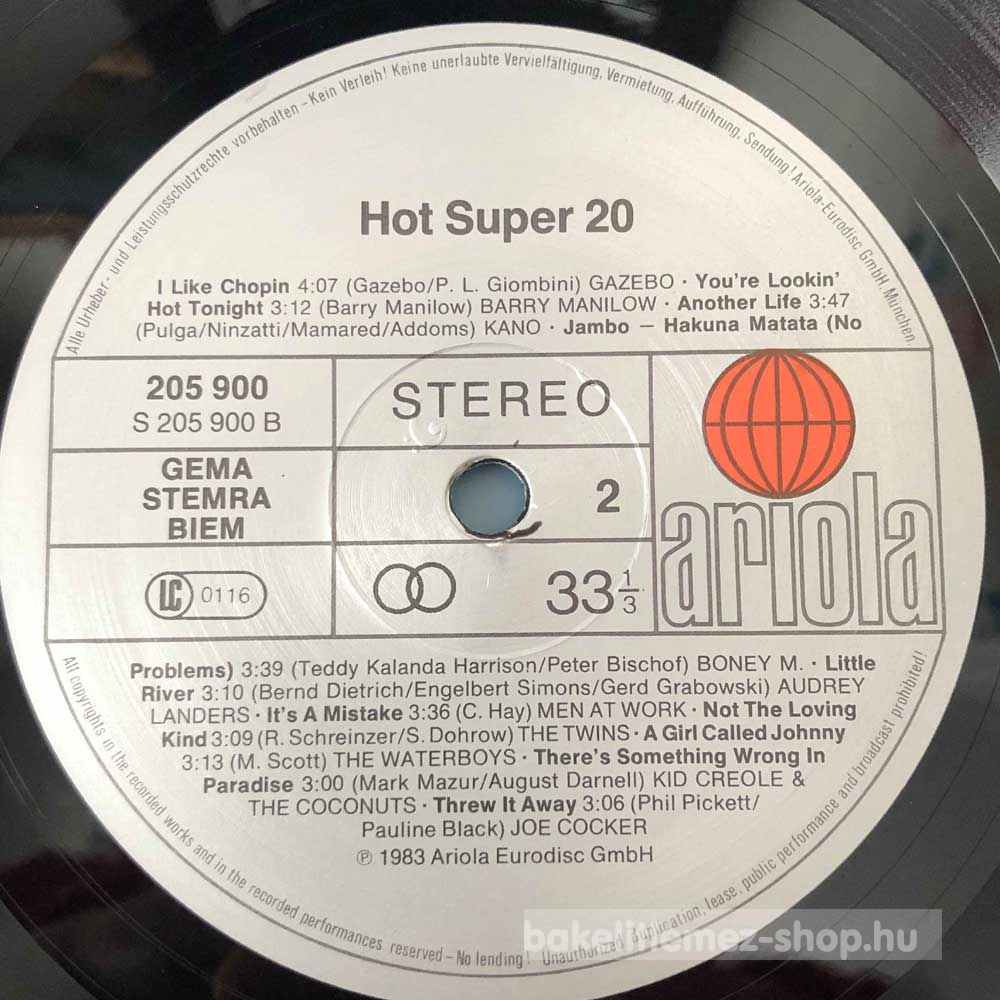 Alle Urheber- und Leistungsschutzrechte vorbehalten – Kein Verleih! Keine unerlaubte Vervielfältigung, Vermietung, Aufführung, Sendung! Ariola-Eurodisc GmbH München
Hot Super 20
I Like Chopin 4:07 (Gazebo/P. L. Giombini) GAZEBO · You're Lookin'
Hot Tonight 3:12 (Barry Manilow) BARRY MANILOW · Another Life 3:47
(Pulga/Ninzatti/Mamared/Addoms) KANO · Jambo – Hakuna Matata (No
205 900
S 205 900 B
STEREO
GEMA
STEMRA
BIEM
2
ariola
LC 0116
33 1/3
Problems) 3:39 (Teddy Kalanda Harrison/Peter Bischof) BONEY M. · Little
River 3:10 (Bernd Dietrich/Engelbert Simons/Gerd Grabowski) AUDREY
LANDERS · It's A Mistake 3:36 (C. Hay) MEN AT WORK · Not The Loving
Kind 3:09 (R. Schreinzer/S. Dohrow) THE TWINS · A Girl Called Johnny
3:13 (M. Scott) THE WATERBOYS · There's Something Wrong In
Paradise 3:00 (Mark Mazur/August Darnell) KID CREOLE &
THE COCONUTS · Threw It Away 3:06 (Phil Pickett/
Pauline Black) JOE COCKER
℗ 1983 Ariola Eurodisc GmbH
All copyrights in the recorded works and in the recorded performances reserved – No lending! Unauthorized Duplication, lease, public performance and broadcast prohibited!
bakelitlemez-shop.hu